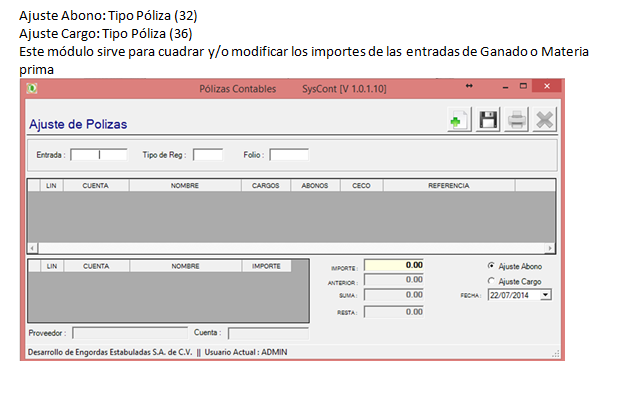 Ajuste Abono: Tipo Póliza (32)
Ajuste Cargo: Tipo Póliza (36)
Este módulo sirve para cuadrar y/o modificar los importes de las entradas de Ganado o Materia
prima
Pólizas Contables SysCont [V 1.0.1.10]
Ajuste de Polizas
Entrada : Tipo de Reg : Folio :
LIN CUENTA NOMBRE CARGOS ABONOS CECO REFERENCIA
LIN CUENTA NOMBRE IMPORTE
IMPORTE : 0.00 Ajuste Abono
ANTERIOR : 0.00 Ajuste Cargo
SUMA : 0.00 FECHA : 22/07/2014
RESTA : 0.00
Proveedor : Cuenta :
Desarrollo de Engordas Estabuladas S.A. de C.V. || Usuario Actual : ADMIN